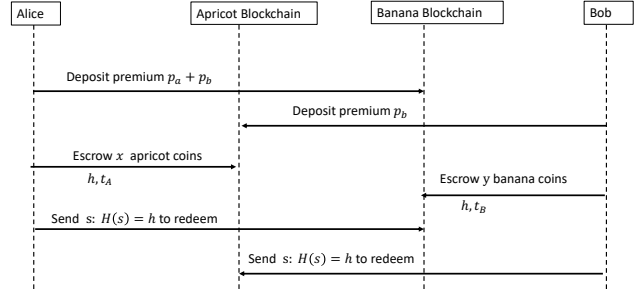 Alice
Apricot Blockchain
Banana Blockchain
Bob
Deposit premium pₐ + p_b
Deposit premium p_b
Escrow x apricot coins
h, t_A
Escrow y banana coins
h, t_B
Send s: H(s) = h to redeem
Send s: H(s) = h to redeem